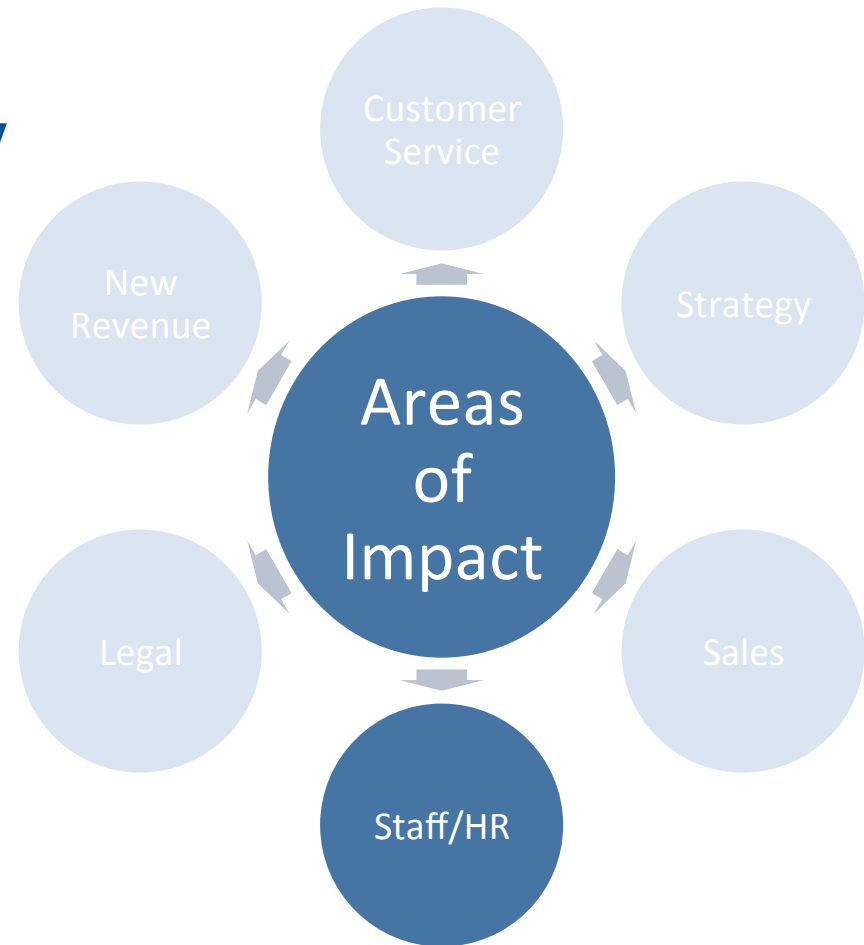 Customer
Service
New
Revenue
Strategy
Areas
of
Impact
Legal
Sales
Staff/HR